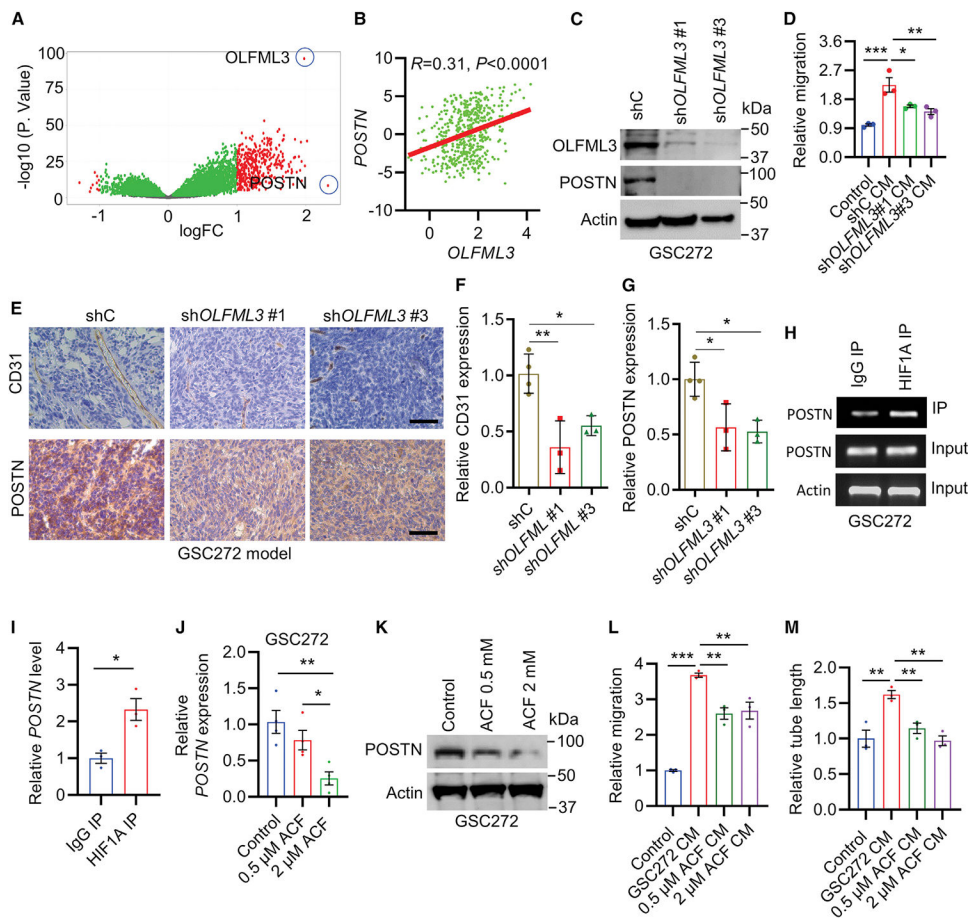 A
-log10 (P. Value)
100
75
50
25
0
OLFML3
POSTN
-1
0
1
2
logFC
B
R=0.31, P<0.0001
POSTN
10
5
0
-5
-10
0
2
4
OLFML3
C
shC
shOLFML3 #1
shOLFML3 #3
kDa
OLFML3
50
37
POSTN
100
75
Actin
50
37
GSC272
D
Relative migration
3.6
2.7
1.8
0.9
0.0
**
*** *
Control
shC CM
shOLFML3#1 CM
shOLFML3#3 CM
E
shC
shOLFML3 #1
shOLFML3 #3
CD31
POSTN
GSC272 model
F
Relative CD31 expression
1.5
1.0
0.5
0.0
*
**
shC
shOLFML #1
shOLFML #3
G
Relative POSTN expression
1.5
1.0
0.5
0.0
*
*
shC
shOLFML3 #1
shOLFML3 #3
H
IgG IP
HIF1A IP
POSTN IP
POSTN Input
Actin Input
GSC272
I
Relative POSTN level
4
3
2
1
0
*
IgG IP
HIF1A IP
J
GSC272
Relative
POSTN expression
2.0
1.5
1.0
0.5
0.0
**
*
Control
0.5 µM ACF
2 µM ACF
K
Control
ACF 0.5 mM
ACF 2 mM
kDa
POSTN
100
50
Actin
37
GSC272
L
Relative migration
4
3
2
1
0
**
*** **
Control
GSC272 CM
0.5 µM ACF CM
2 µM ACF CM
M
Relative tube length
2.0
1.5
1.0
0.5
0.0
**
** **
Control
GSC272 CM
0.5 µM ACF CM
2 µM ACF CM